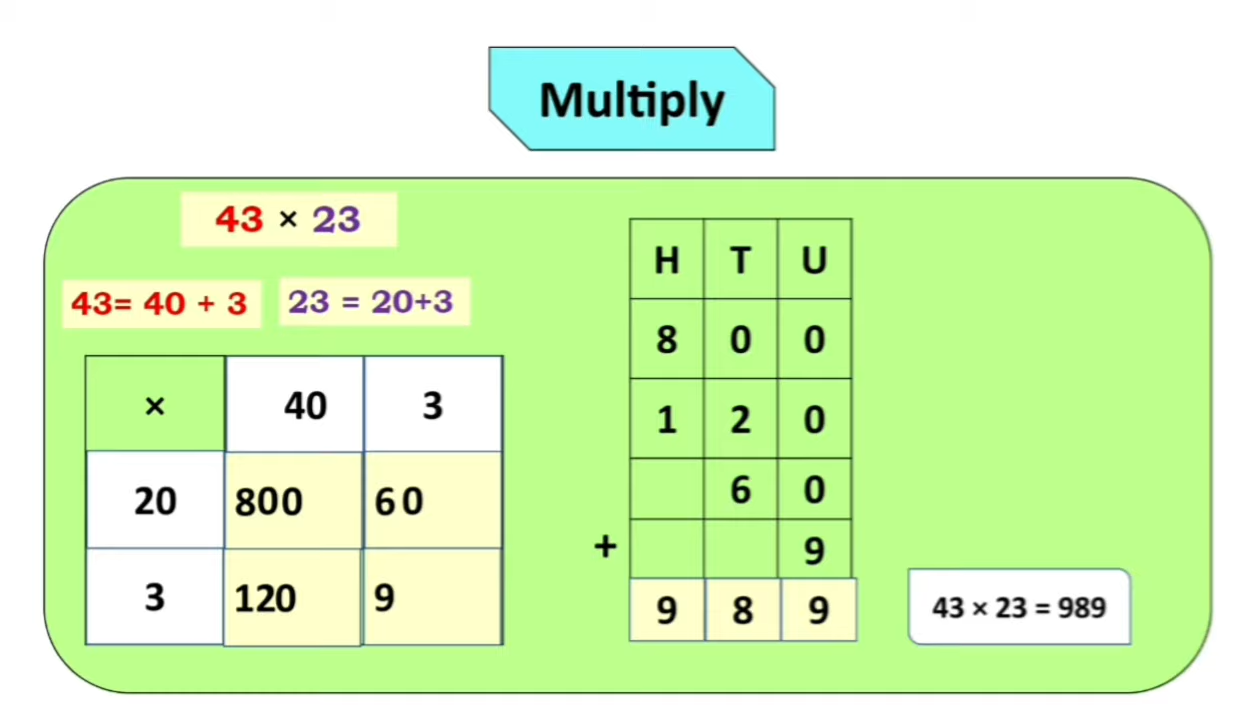 Multiply
43 × 23
43= 40 + 3
23 = 20+3
× 40 3
20 800 60
3 120 9
H T U
8 0 0
1 2 0
6 0
+ 9
9 8 9
43 × 23 = 989